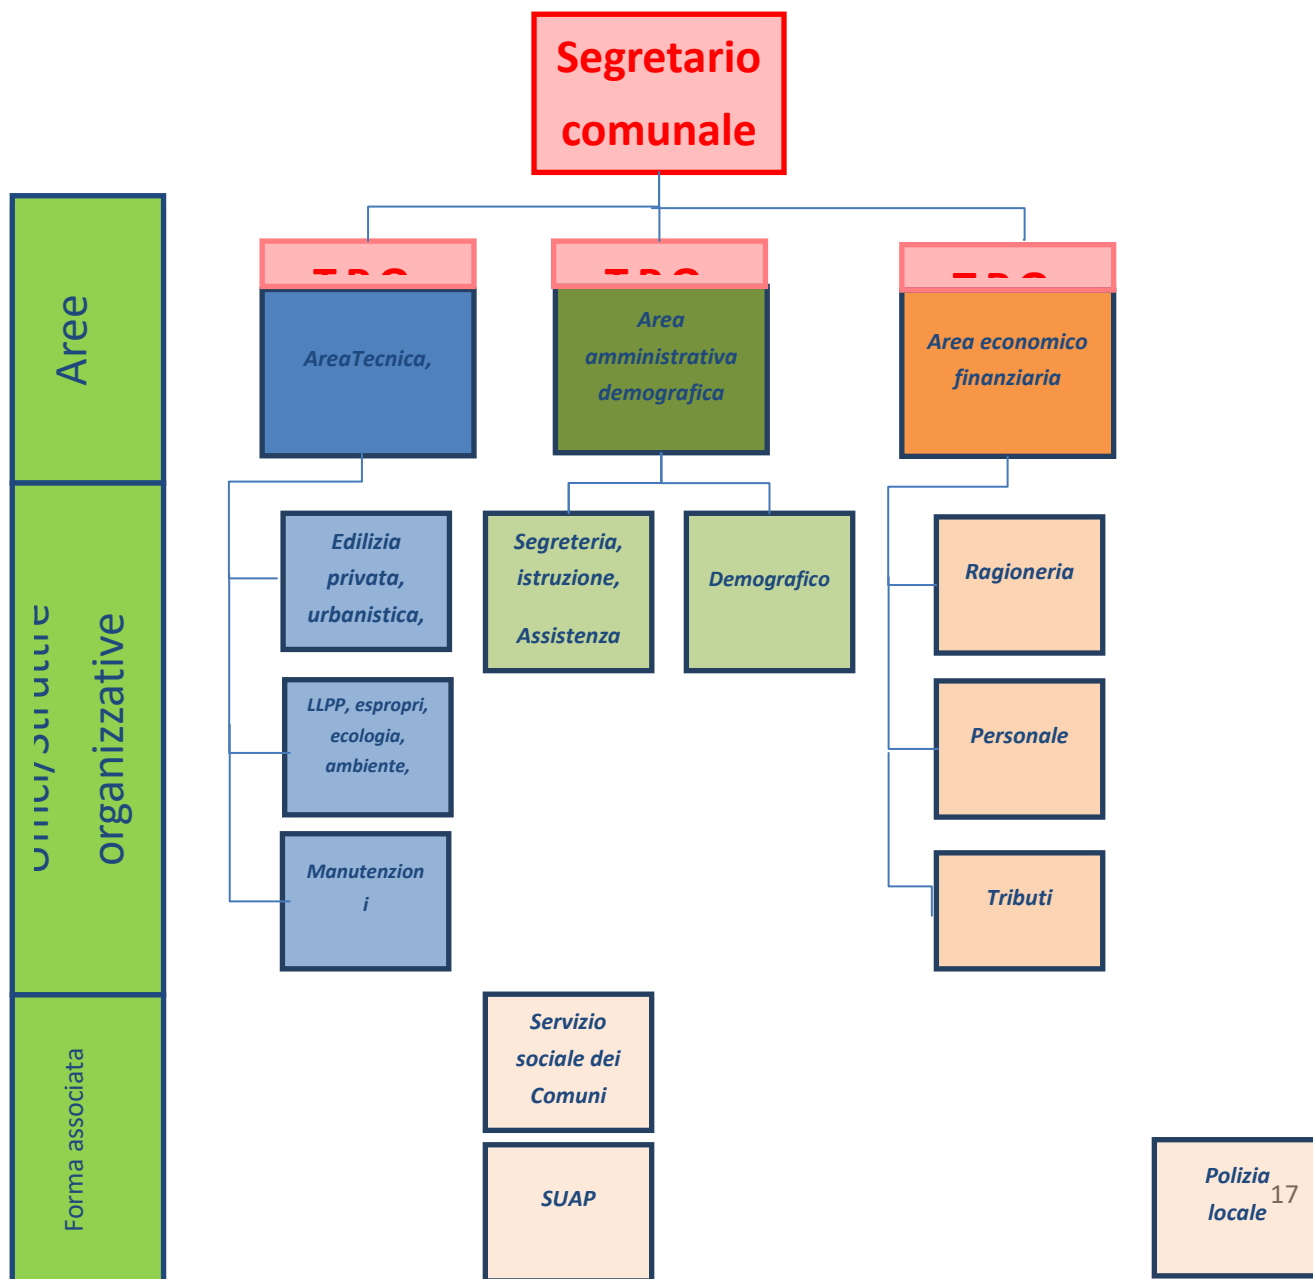 Segretario
comunale
Aree
AreaTecnica,
Area
amministrativa
demografica
Area economico
finanziaria
organizzative
Edilizia
privata,
urbanistica,
Segreteria,
istruzione,
Assistenza
Demografico
Ragioneria
LLPP, espropri,
ecologia,
ambiente,
Personale
Manutenzion
i
Tributi
Forma associata
Servizio
sociale dei
Comuni
SUAP
Polizia
locale
17